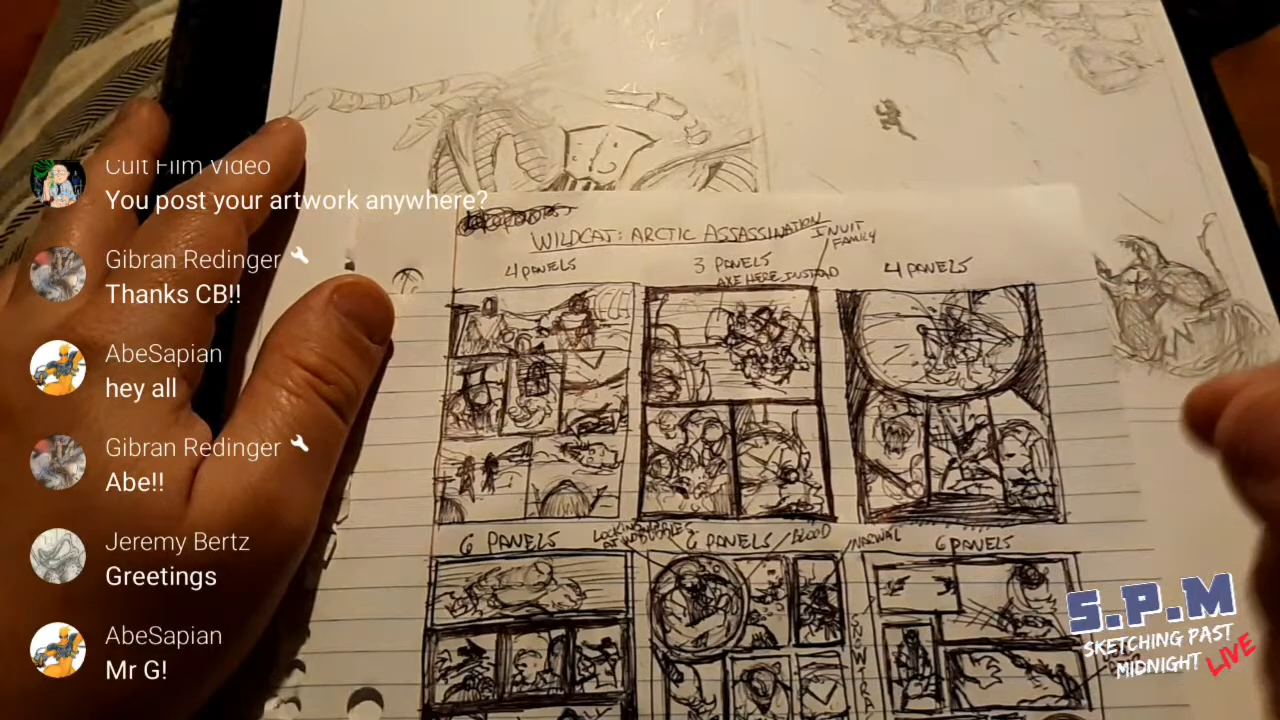 Cult Film Video
You post your artwork anywhere?
Gibran Redinger
Thanks CB!!
AbeSapian
hey all
Gibran Redinger
Abe!!
Jeremy Bertz
Greetings
AbeSapian
Mr G!
WILDCAT: ARCTIC ASSASSINATION
INUIT
FAMILY
4 PANELS
3 PANELS
AXE HERE INSTEAD
4 PANELS
6 PANELS
LOOKING
6 PANELS
BLOOD
NARWAL
6 PANELS
S.P.M
SKETCHING PAST
MIDNIGHT LIVE